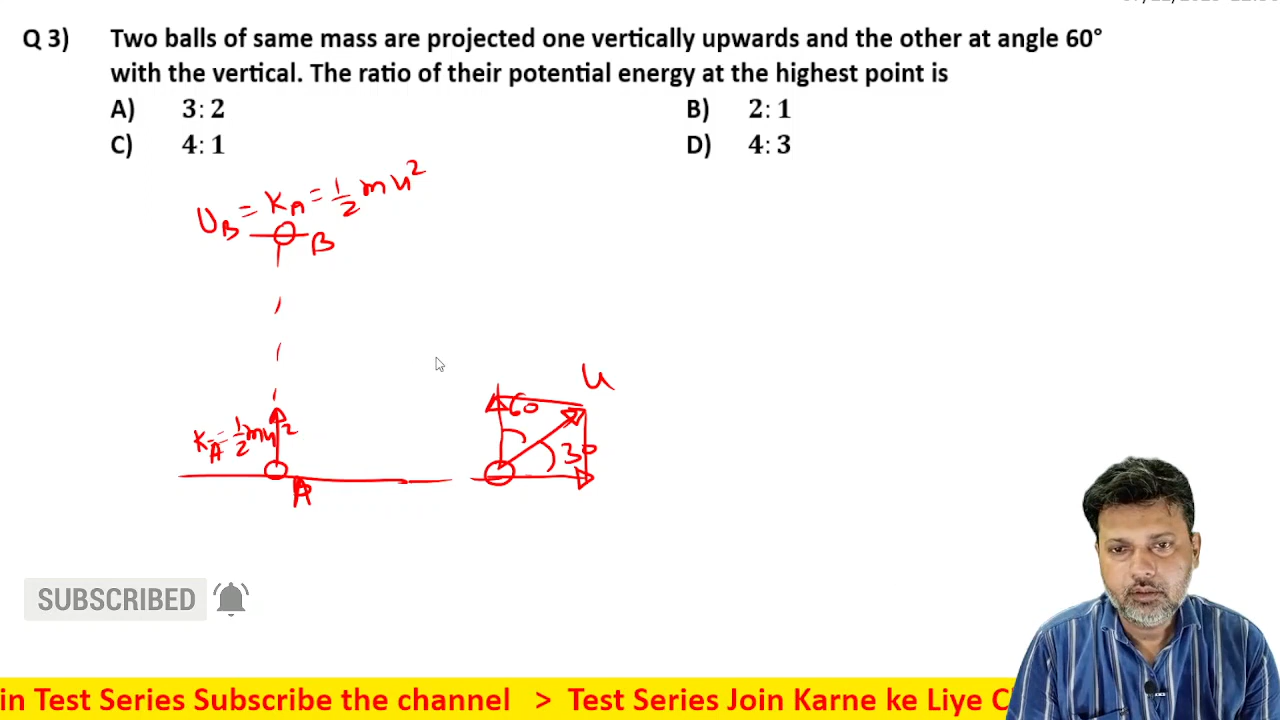 Q 3) Two balls of same mass are projected one vertically upwards and the other at angle 60°
with the vertical. The ratio of their potential energy at the highest point is
A) 3: 2 B) 2: 1
C) 4: 1 D) 4: 3
U_B = K_A = 1/2 m u²
B
u
60
K_A = 1/2 mu²
30
A
SUBSCRIBED
in Test Series Subscribe the channel > Test Series Join Karne ke Liye